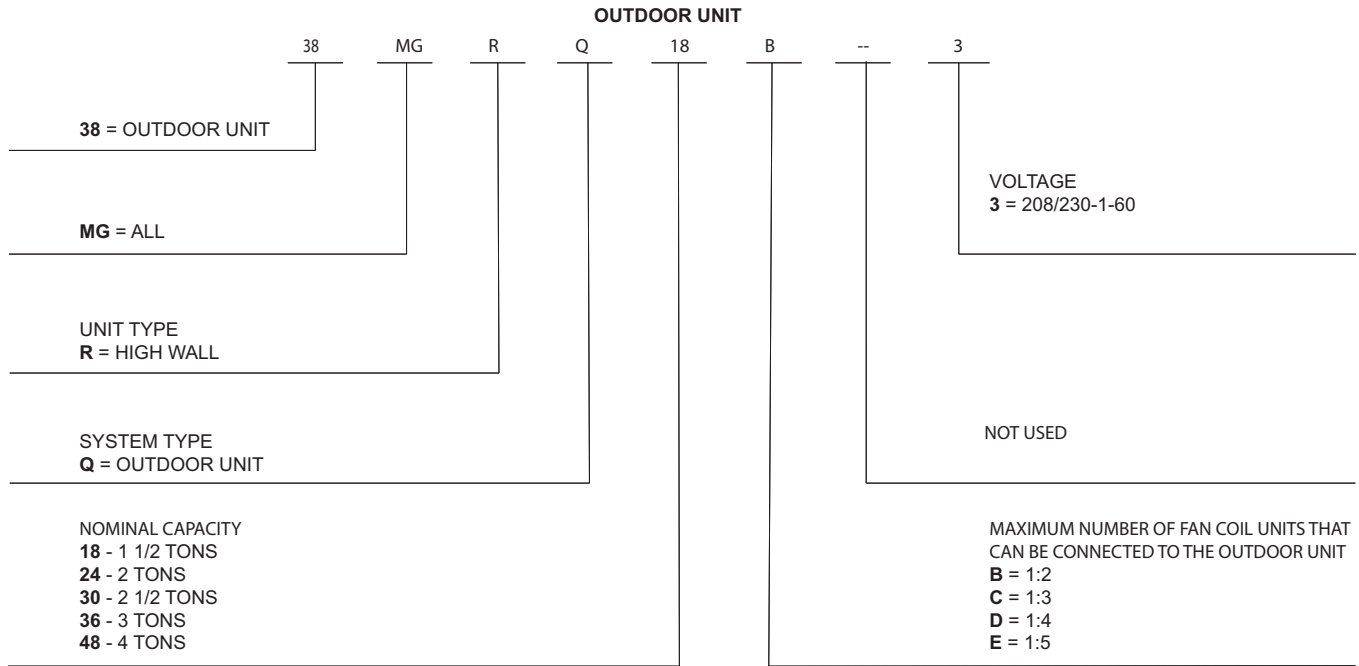 OUTDOOR UNIT
38 MG R Q 18 B -- 3
38 = OUTDOOR UNIT
MG = ALL
UNIT TYPE
R = HIGH WALL
SYSTEM TYPE
Q = OUTDOOR UNIT
NOMINAL CAPACITY
18 - 1 1/2 TONS
24 - 2 TONS
30 - 2 1/2 TONS
36 - 3 TONS
48 - 4 TONS
VOLTAGE
3 = 208/230-1-60
NOT USED
MAXIMUM NUMBER OF FAN COIL UNITS THAT
CAN BE CONNECTED TO THE OUTDOOR UNIT
B = 1:2
C = 1:3
D = 1:4
E = 1:5